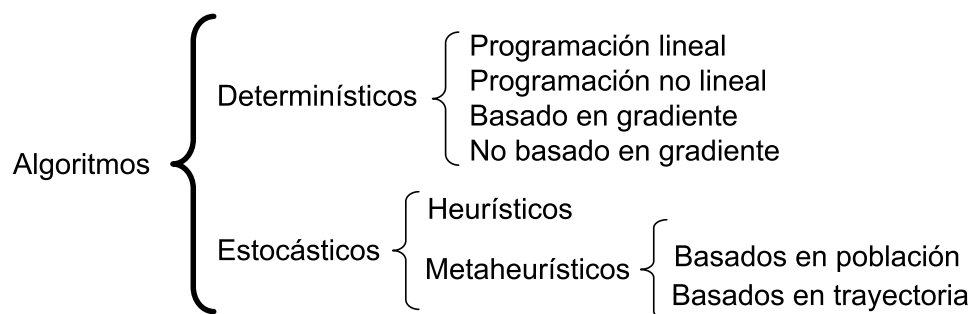 Algoritmos
Determinísticos
Programación lineal
Programación no lineal
Basado en gradiente
No basado en gradiente
Estocásticos
Heurísticos
Metaheurísticos
Basados en población
Basados en trayectoria